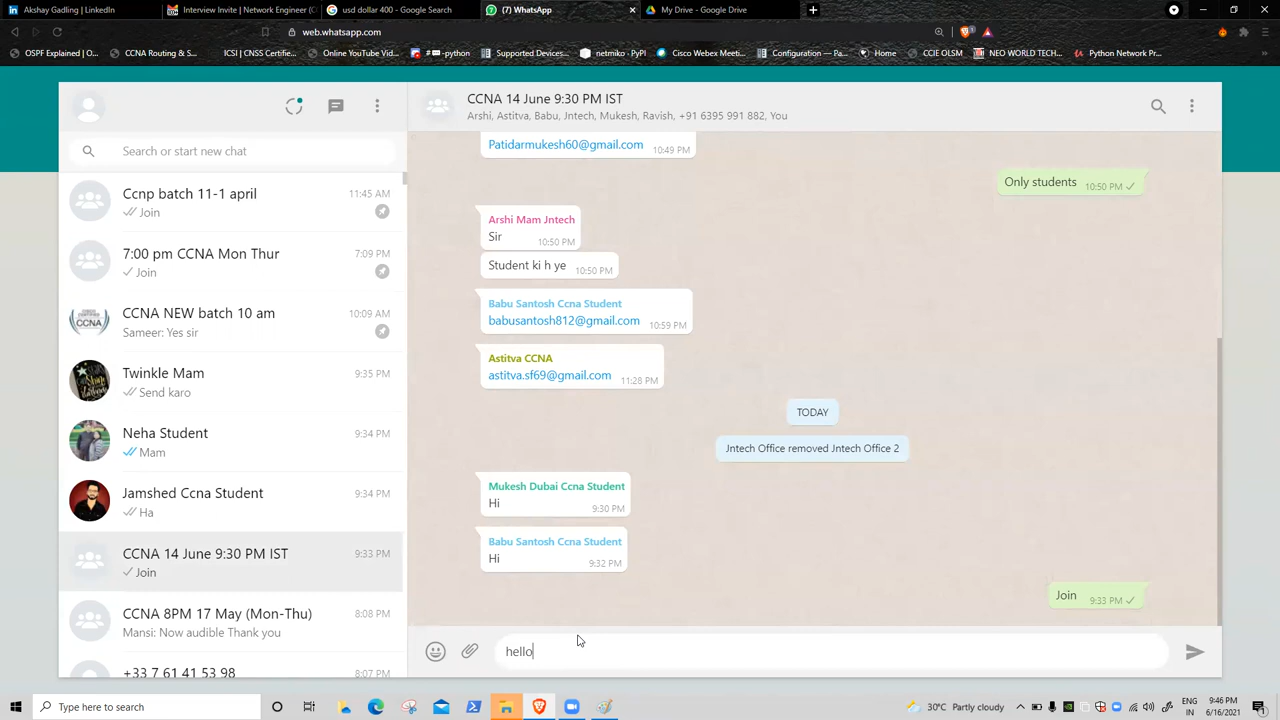 Akshay Gadling | LinkedIn
Interview Invite | Network Engineer (C
usd dollar 400 - Google Search
(7) WhatsApp
My Drive - Google Drive
web.whatsapp.com
OSPF Explained | O...
CCNA Routing & S...
ICSI | CNSS Certifie...
Online YouTube Vid...
-python
Supported Devices...
netmiko · PyPI
Cisco Webex Meet...
Configuration — Pa...
Home
CCIE OLSM
NEO WORLD TECH...
Python Network Pr...
Search or start new chat
Ccnp batch 11-1 april
11:45 AM
Join
7:00 pm CCNA Mon Thur
7:09 PM
Join
CCNA NEW batch 10 am
10:09 AM
Sameer: Yes sir
Twinkle Mam
9:35 PM
Send karo
Neha Student
9:34 PM
Mam
Jamshed Ccna Student
9:34 PM
Ha
CCNA 14 June 9:30 PM IST
9:33 PM
Join
CCNA 8PM 17 May (Mon-Thu)
8:08 PM
Mansi: Now audible Thank you
+33 7 61 41 53 98
8:07 PM
CCNA 14 June 9:30 PM IST
Arshi, Astitva, Babu, Jntech, Mukesh, Ravish, +91 6395 991 882, You
Patidarmukesh60@gmail.com
10:49 PM
Only students
10:50 PM
Arshi Mam Jntech
Sir
10:50 PM
Student ki h ye
10:50 PM
Babu Santosh Ccna Student
babusantosh812@gmail.com
10:59 PM
Astitva CCNA
astitva.sf69@gmail.com
11:28 PM
TODAY
Jntech Office removed Jntech Office 2
Mukesh Dubai Ccna Student
Hi
9:30 PM
Babu Santosh Ccna Student
Hi
9:32 PM
Join
9:33 PM
hello
Type here to search
30°C Partly cloudy
ENG
IN
9:46 PM
6/16/2021